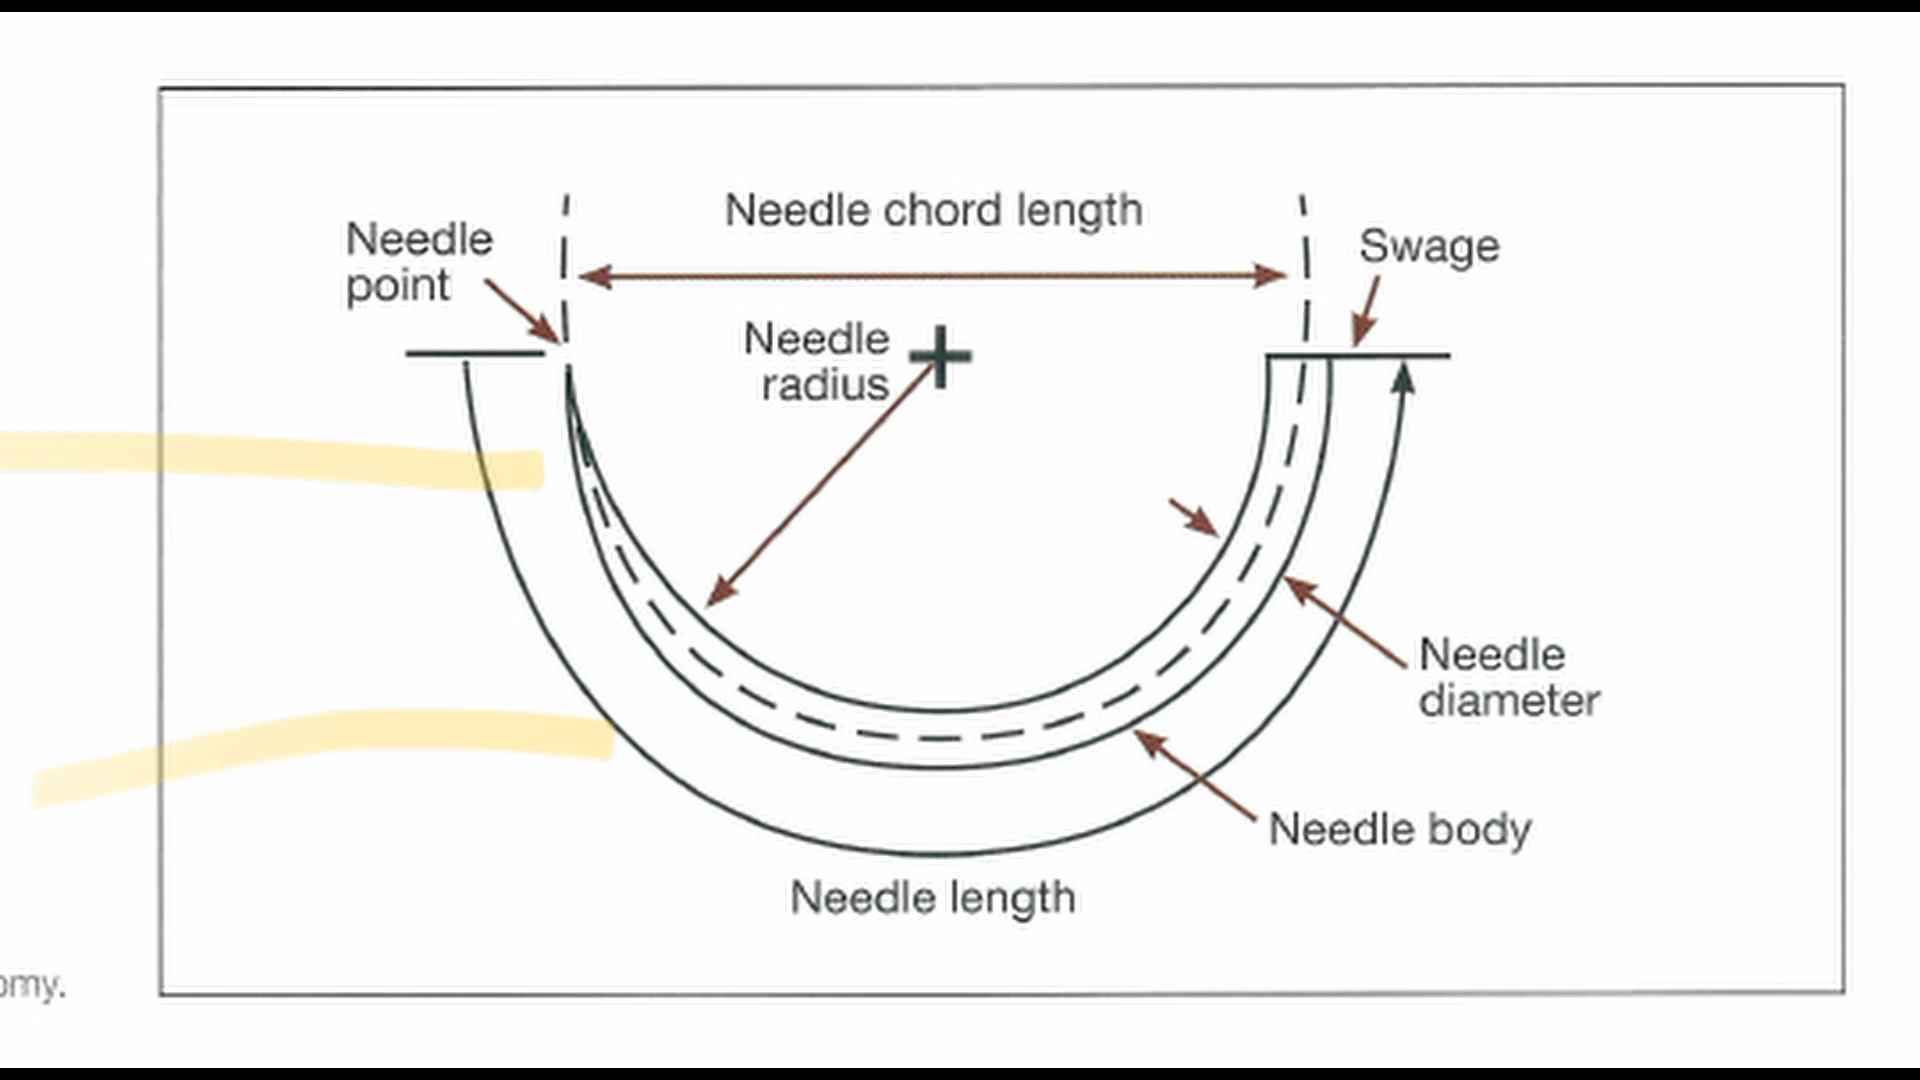 Needle chord length
Needle
point
Swage
Needle
radius
Needle
diameter
Needle body
Needle length
omy.